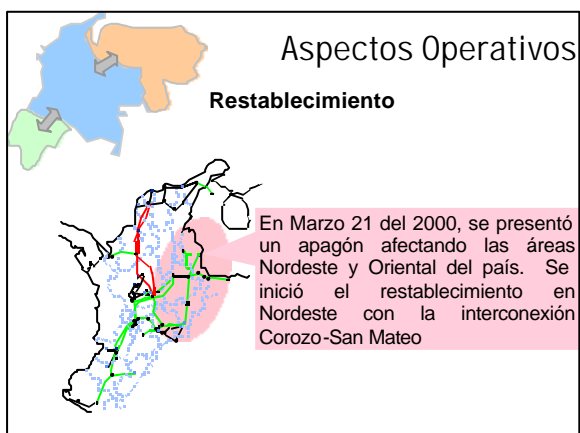 Aspectos Operativos
Restablecimiento
En Marzo 21 del 2000, se presentó
un apagón afectando las áreas
Nordeste y Oriental del país. Se
inició el restablecimiento en
Nordeste con la interconexión
Corozo-San Mateo